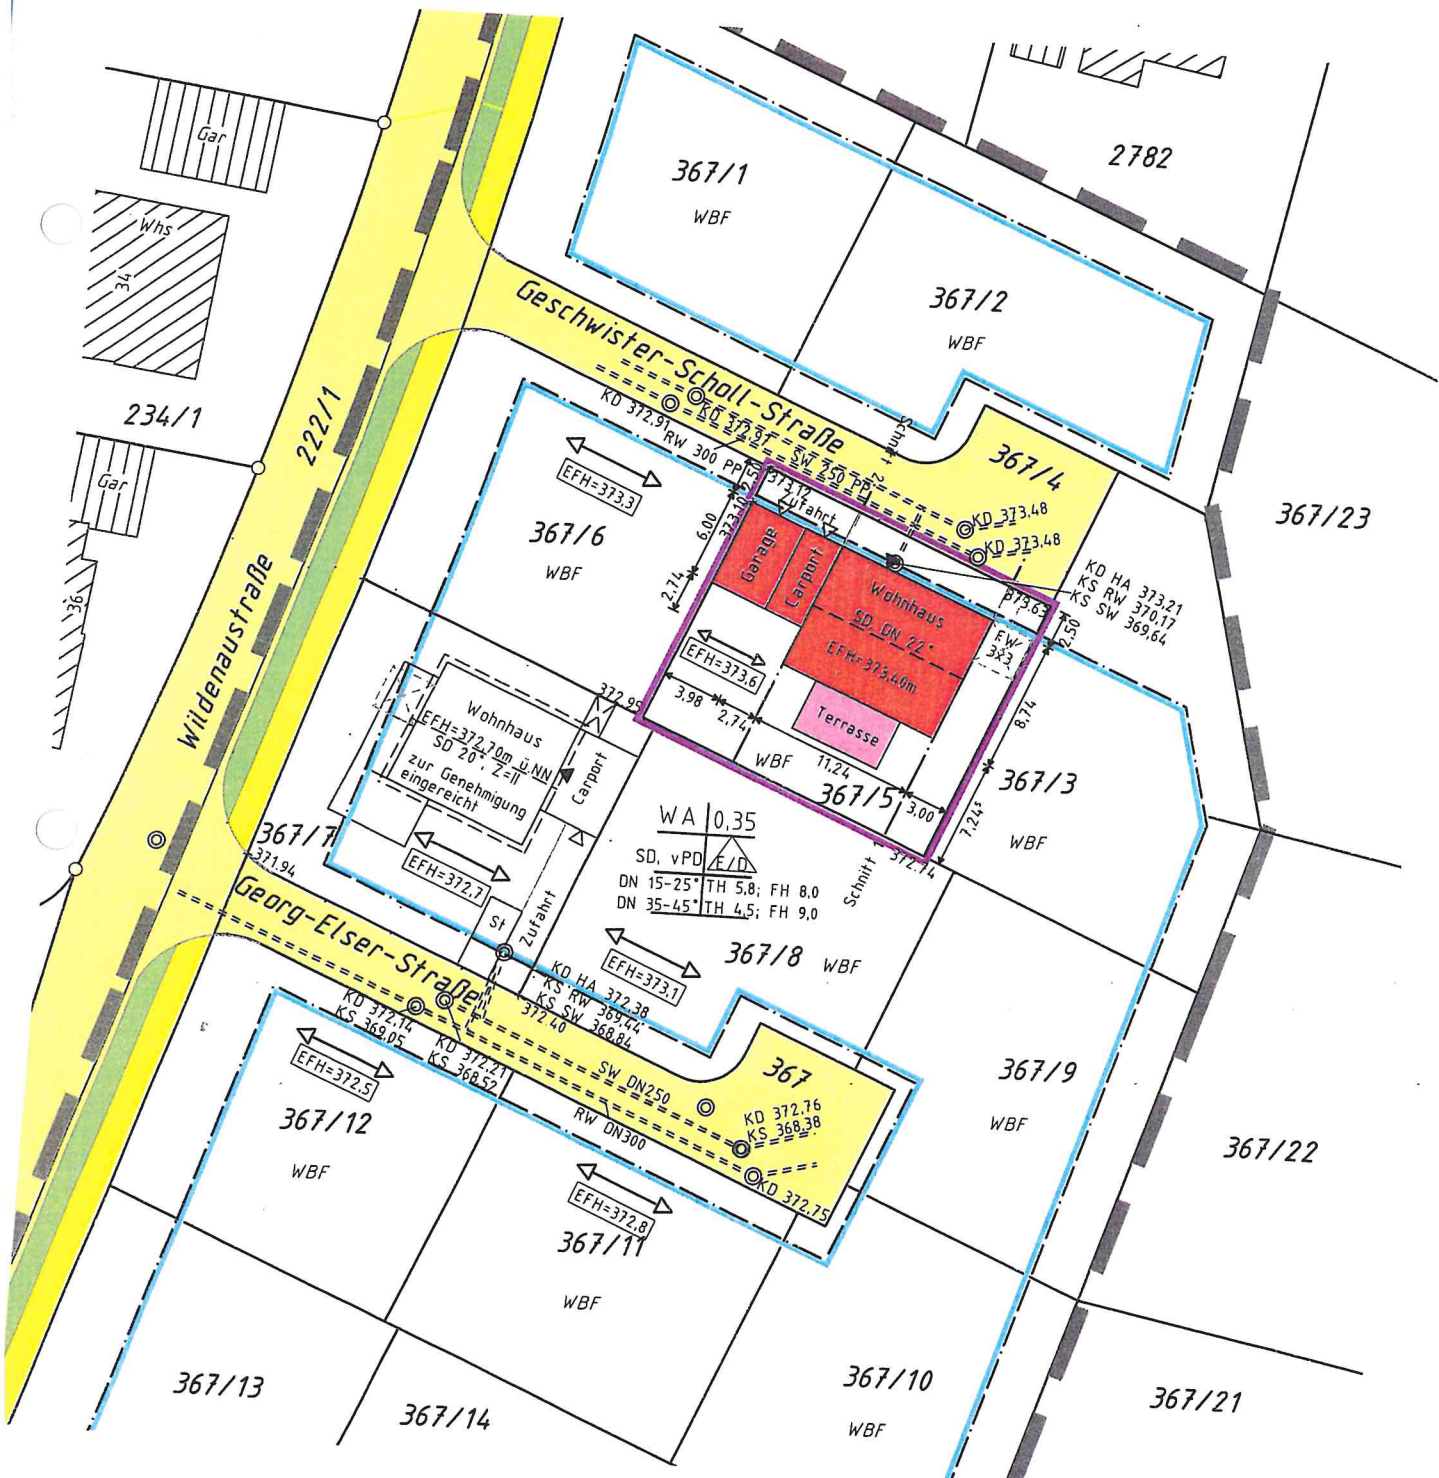 Gar
Whs
34
234/1
Gar
36
222/1
Wildenaustraße
367/1
WBF
2782
367/2
WBF
Geschwister-Scholl-Straße
KD 372.91
KD 372.91
RW 300 PP
SW 250 PP
Schnitt
367/4
367/23
EFH=373.3
367/6
WBF
2,50
373.12
373.10
6.00
2.74
Zufahrt
Garage
Carport
Wohnhaus
SD, DN 22°
EFH=373,40m
KD 373.48
KD 373.48
KD HA 373,21
KS RW 370,17
KS SW 369,64
373.63
2,50
FW
3x3
8,74
EFH=373.6
3.98
2.74
Terrasse
WBF
11,24
367/5
3,00
7,24⁵
367/3
WBF
372.95
Wohnhaus
EFH=372,70m ü.NN
SD 20°, Z=II
zur Genehmigung
eingereicht
Carport
367/7
371.94
EFH=372.7
St
Zufahrt
WA 0,35
SD, vPD E/D
DN 15-25° TH 5,8; FH 8,0
DN 35-45° TH 4,5; FH 9,0
Schnitt
372.74
367/8 WBF
EFH=373.1
Georg-Elser-Straße
KD HA 372,38
KS RW 369,44
KS SW 368,84
372.40
KD 372.14
KS 369.05
KD 372.21
KS 368.52
SW DN250
RW DN300
367
KD 372.76
KS 368.38
KD 372.75
367/9
WBF
367/22
EFH=372.5
367/12
WBF
EFH=372.8
367/11
WBF
367/13
367/14
367/10
WBF
367/21